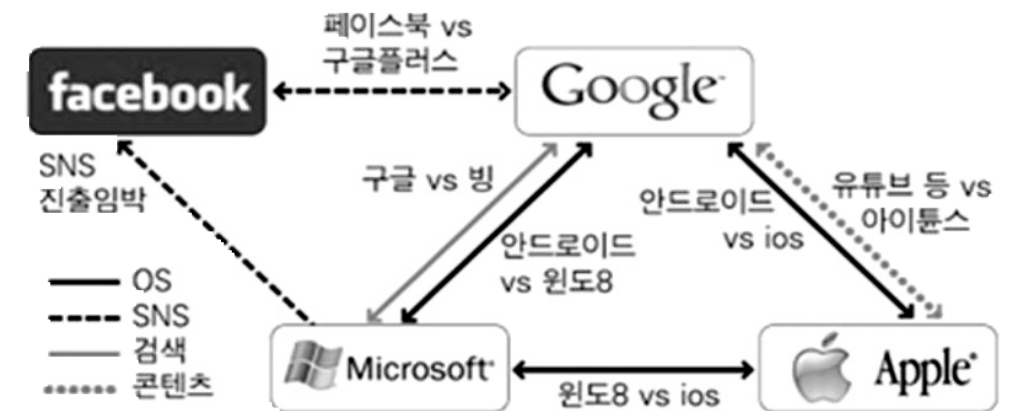 페이스북 vs
구글플러스
facebook
Google
SNS
진출임박
구글 vs 빙
안드로이드
vs 윈도8
안드로이드
vs ios
유튜브 등 vs
아이튠스
OS
SNS
검색
콘텐츠
Microsoft
윈도8 vs ios
Apple